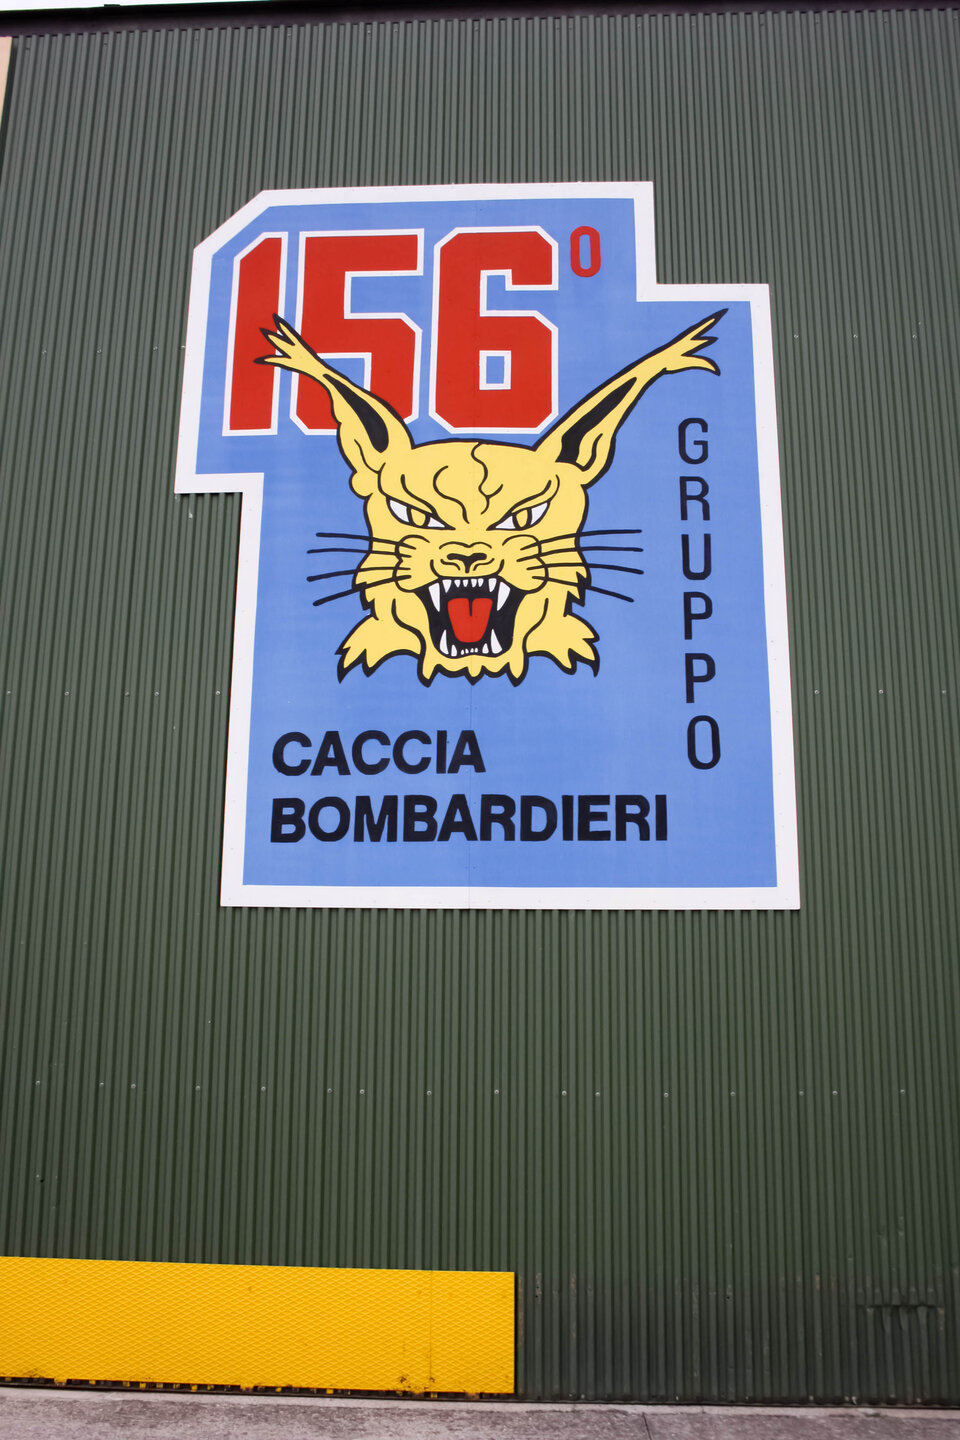 156°
GRUPPO
CACCIA
BOMBARDIERI